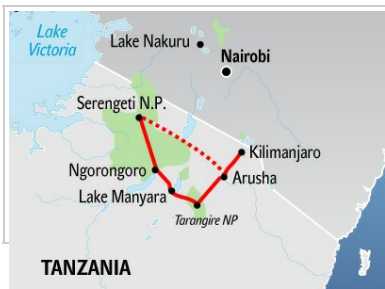 Lake
Victoria
Lake Nakuru
Nairobi
Serengeti N.P.
Kilimanjaro
Ngorongoro
Arusha
Lake Manyara
Tarangire NP
TANZANIA